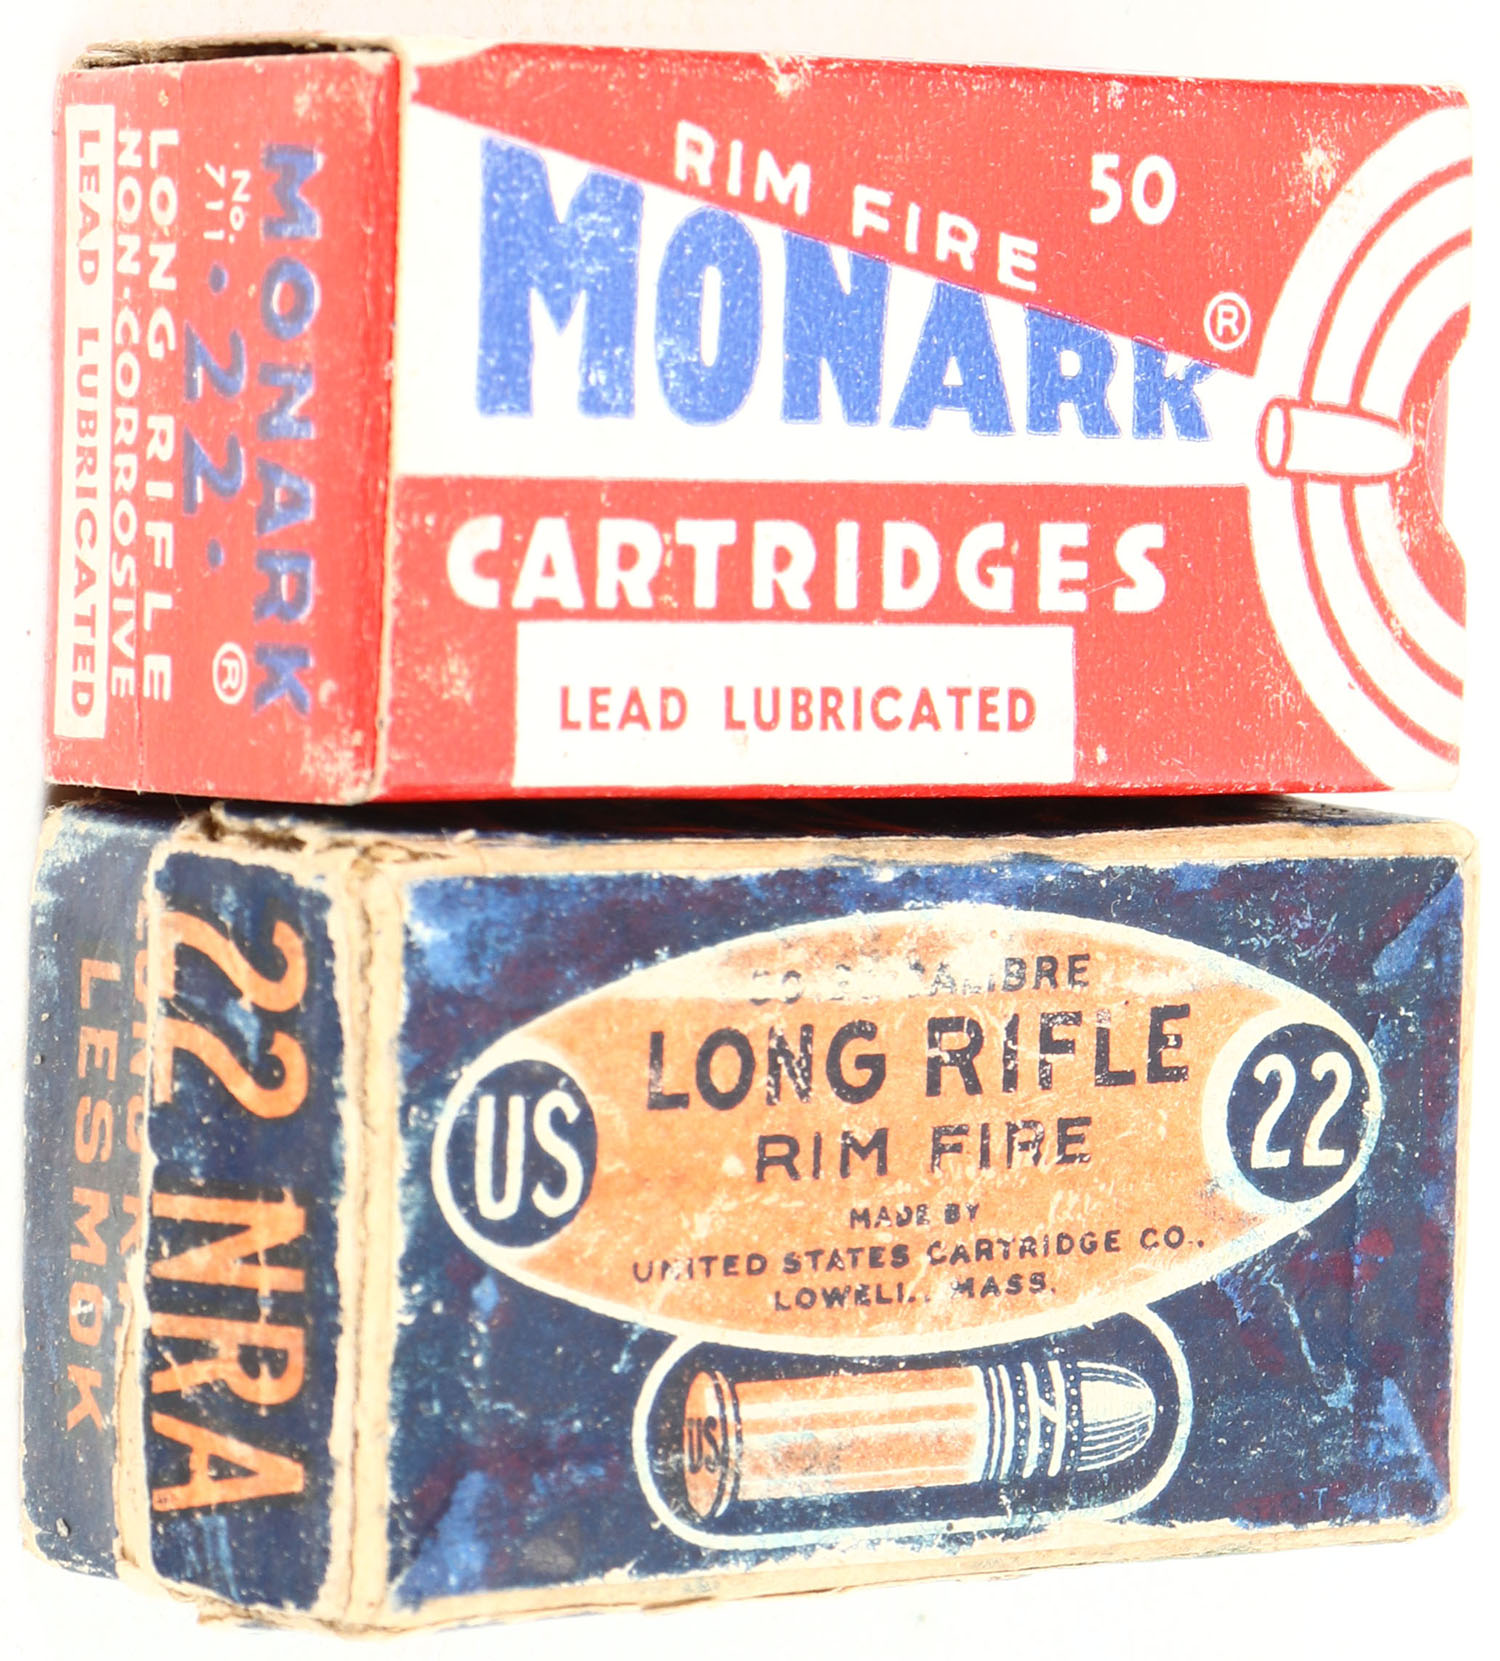 MONARK
No.
711
.22.
®
LONG RIFLE
NON-CORROSIVE
LEAD LUBRICATED
RIM FIRE
50
MONARK ®
CARTRIDGES
LEAD LUBRICATED
22 NRA
LESMOK
LONG RIFLE
RIM FIRE
MADE BY
UNITED STATES CARTRIDGE CO.,
LOWELL, MASS.
US
22
US